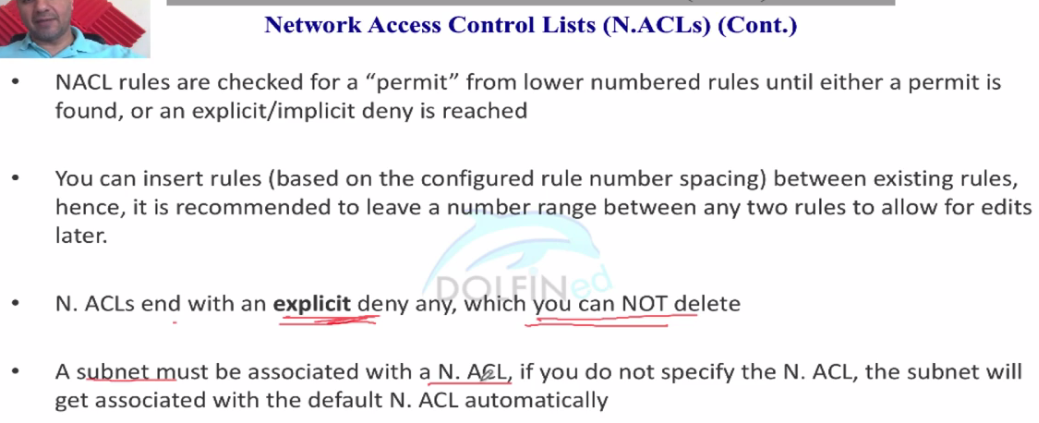 Network Access Control Lists (N.ACLs) (Cont.)
• NACL rules are checked for a “permit” from lower numbered rules until either a permit is
found, or an explicit/implicit deny is reached
• You can insert rules (based on the configured rule number spacing) between existing rules,
hence, it is recommended to leave a number range between any two rules to allow for edits
later.
DOLFINed
• N. ACLs end with an explicit deny any, which you can NOT delete
• A subnet must be associated with a N. ACL, if you do not specify the N. ACL, the subnet will
get associated with the default N. ACL automatically